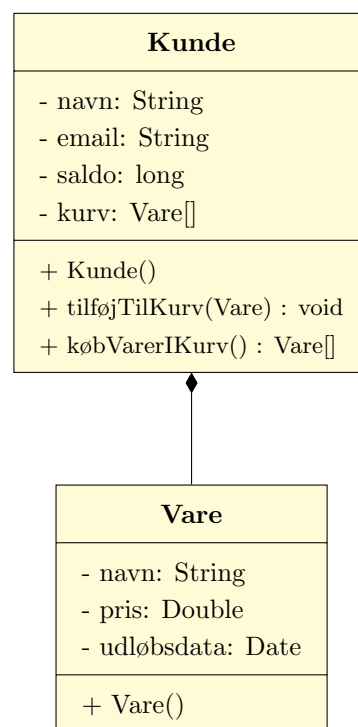 Kunde
- navn: String
- email: String
- saldo: long
- kurv: Vare[]
+ Kunde()
+ tilføjTilKurv(Vare) : void
+ købVarerIKurv() : Vare[]
Vare
- navn: String
- pris: Double
- udløbsdata: Date
+ Vare()